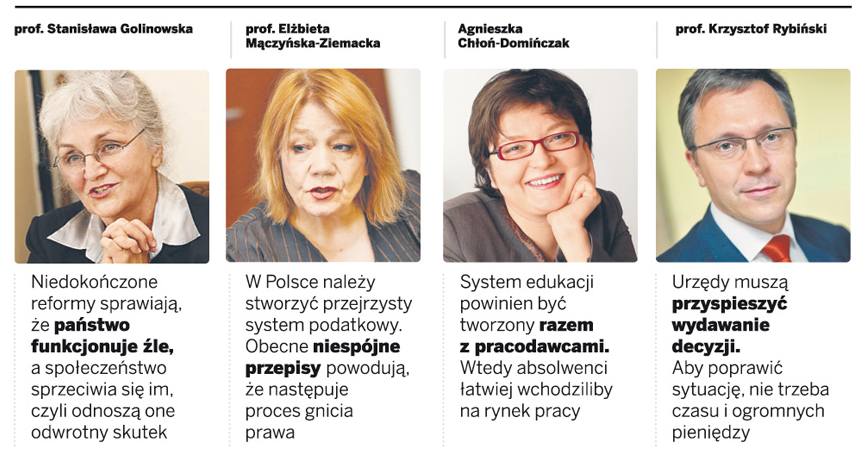 prof. Stanisława Golinowska
Niedokończone
reformy sprawiają,
że państwo
funkcjonuje źle,
a społeczeństwo
sprzeciwia się im,
czyli odnoszą one
odwrotny skutek
prof. Elżbieta
Mączyńska-Ziemacka
W Polsce należy
stworzyć przejrzysty
system podatkowy.
Obecne niespójne
przepisy powodują,
że następuje
proces gnicia
prawa
Agnieszka
Chłoń-Domińczak
System edukacji
powinien być
tworzony razem
z pracodawcami.
Wtedy absolwenci
łatwiej wchodziliby
na rynek pracy
prof. Krzysztof Rybiński
Urzędy muszą
przyspieszyć
wydawanie
decyzji.
Aby poprawić
sytuację, nie trzeba
czasu i ogromnych
pieniędzy